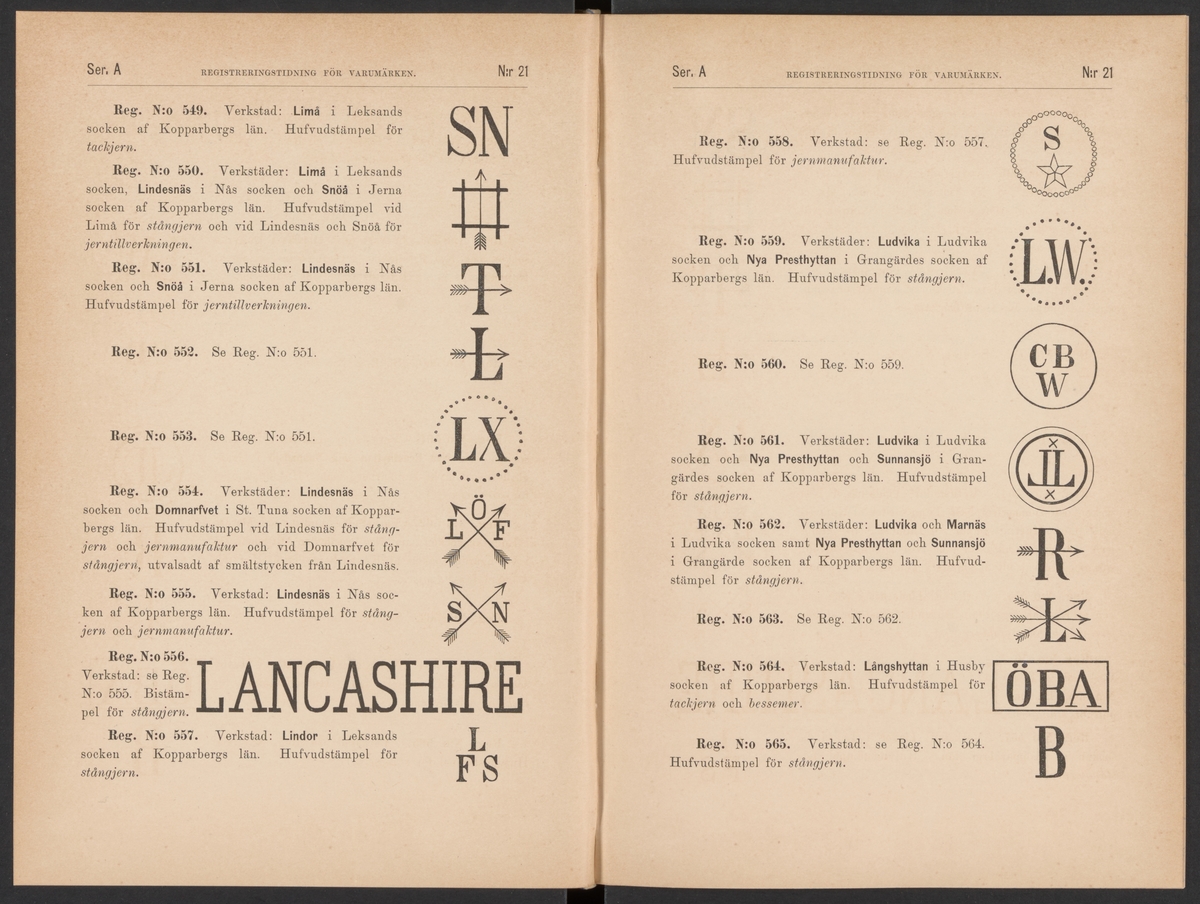 Ser. A REGISTRERINGSTIDNING FÖR VARUMÄRKEN. N:r 21
Reg. N:o 549. Verkstad: Limå i Leksands
socken af Kopparbergs län. Hufvudstämpel för
tackjern.
SN
Reg. N:o 550. Verkstäder: Limå i Leksands
socken, Lindesnäs i Nås socken och Snöå i Jerna
socken af Kopparbergs län. Hufvudstämpel vid
Limå för stångjern och vid Lindesnäs och Snöå för
jerntillverkningen.
Reg. N:o 551. Verkstäder: Lindesnäs i Nås
socken och Snöå i Jerna socken af Kopparbergs län.
Hufvudstämpel för jerntillverkningen.
T
Reg. N:o 552. Se Reg. N:o 551.
L
Reg. N:o 553. Se Reg. N:o 551.
LX
Reg. N:o 554. Verkstäder: Lindesnäs i Nås
socken och Domnarfvet i St. Tuna socken af Koppar-
bergs län. Hufvudstämpel vid Lindesnäs för stång-
jern och jernmanufaktur och vid Domnarfvet för
stångjern, utvalsadt af smältstycken från Lindesnäs.
Ö
L F
Reg. N:o 555. Verkstad: Lindesnäs i Nås soc-
ken af Kopparbergs län. Hufvudstämpel för stång-
jern och jernmanufaktur.
S N
Reg. N:o 556.
Verkstad: se Reg.
N:o 555. Bistäm-
pel för stångjern.
LANCASHIRE
Reg. N:o 557. Verkstad: Lindor i Leksands
socken af Kopparbergs län. Hufvudstämpel för
stångjern.
L
F S
Ser. A REGISTRERINGSTIDNING FÖR VARUMÄRKEN. N:r 21
Reg. N:o 558. Verkstad: se Reg. N:o 557.
Hufvudstämpel för jernmanufaktur.
S
Reg. N:o 559. Verkstäder: Ludvika i Ludvika
socken och Nya Presthyttan i Grangärdes socken af
Kopparbergs län. Hufvudstämpel för stångjern.
L.W.
Reg. N:o 560. Se Reg. N:o 559.
C B
W
Reg. N:o 561. Verkstäder: Ludvika i Ludvika
socken och Nya Presthyttan och Sunnansjö i Gran-
gärdes socken af Kopparbergs län. Hufvudstämpel
för stångjern.
Reg. N:o 562. Verkstäder: Ludvika och Marnäs
i Ludvika socken samt Nya Presthyttan och Sunnansjö
i Grangärde socken af Kopparbergs län. Hufvud-
stämpel för stångjern.
R
Reg. N:o 563. Se Reg. N:o 562.
L
Reg. N:o 564. Verkstad: Långshyttan i Husby
socken af Kopparbergs län. Hufvudstämpel för
tackjern och bessemer.
ÖBA
Reg. N:o 565. Verkstad: se Reg. N:o 564.
Hufvudstämpel för stångjern.
B